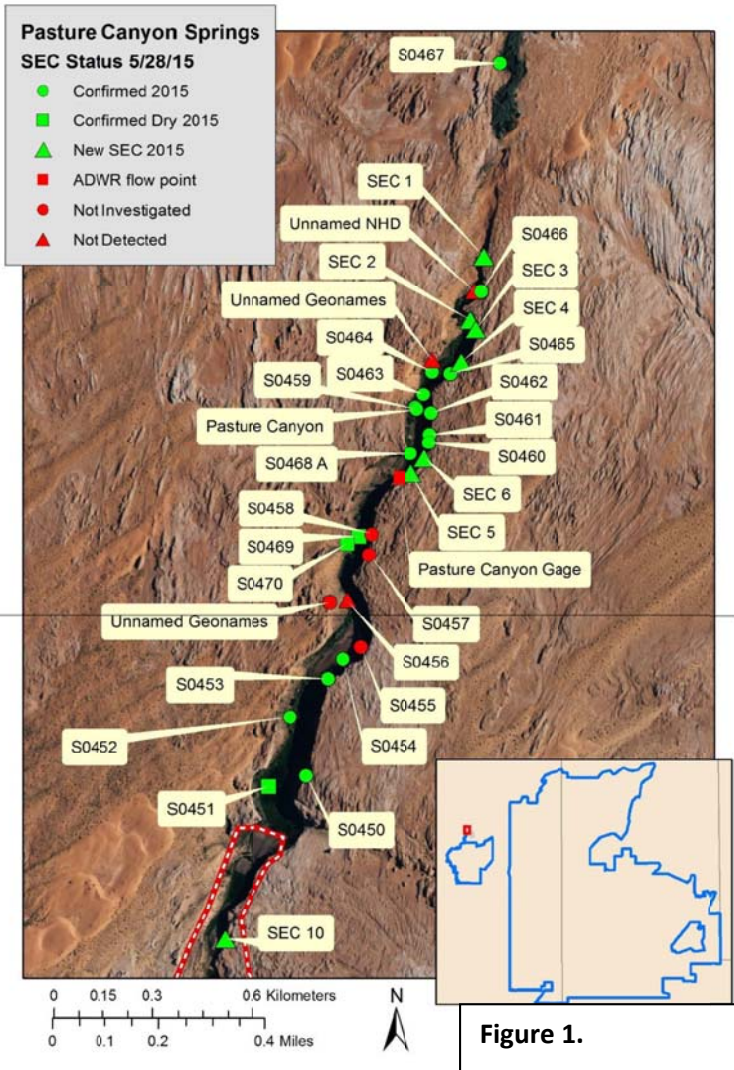 Pasture Canyon Springs
SEC Status 5/28/15
Confirmed 2015
Confirmed Dry 2015
New SEC 2015
ADWR flow point
Not Investigated
Not Detected
S0467
SEC 1
Unnamed NHD
S0466
SEC 2
SEC 3
Unnamed Geonames
SEC 4
S0464
S0465
S0463
S0459
S0462
Pasture Canyon
S0461
S0460
S0468 A
SEC 6
S0458
SEC 5
S0469
Pasture Canyon Gage
S0470
Unnamed Geonames
S0457
S0456
S0453
S0455
S0452
S0454
S0451
S0450
SEC 10
0 0.15 0.3 0.6 Kilometers
0 0.1 0.2 0.4 Miles
N
Figure 1.